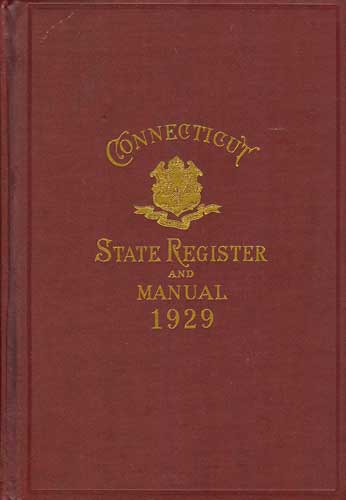 CONNECTICUT
STATE REGISTER
AND
MANUAL
1929